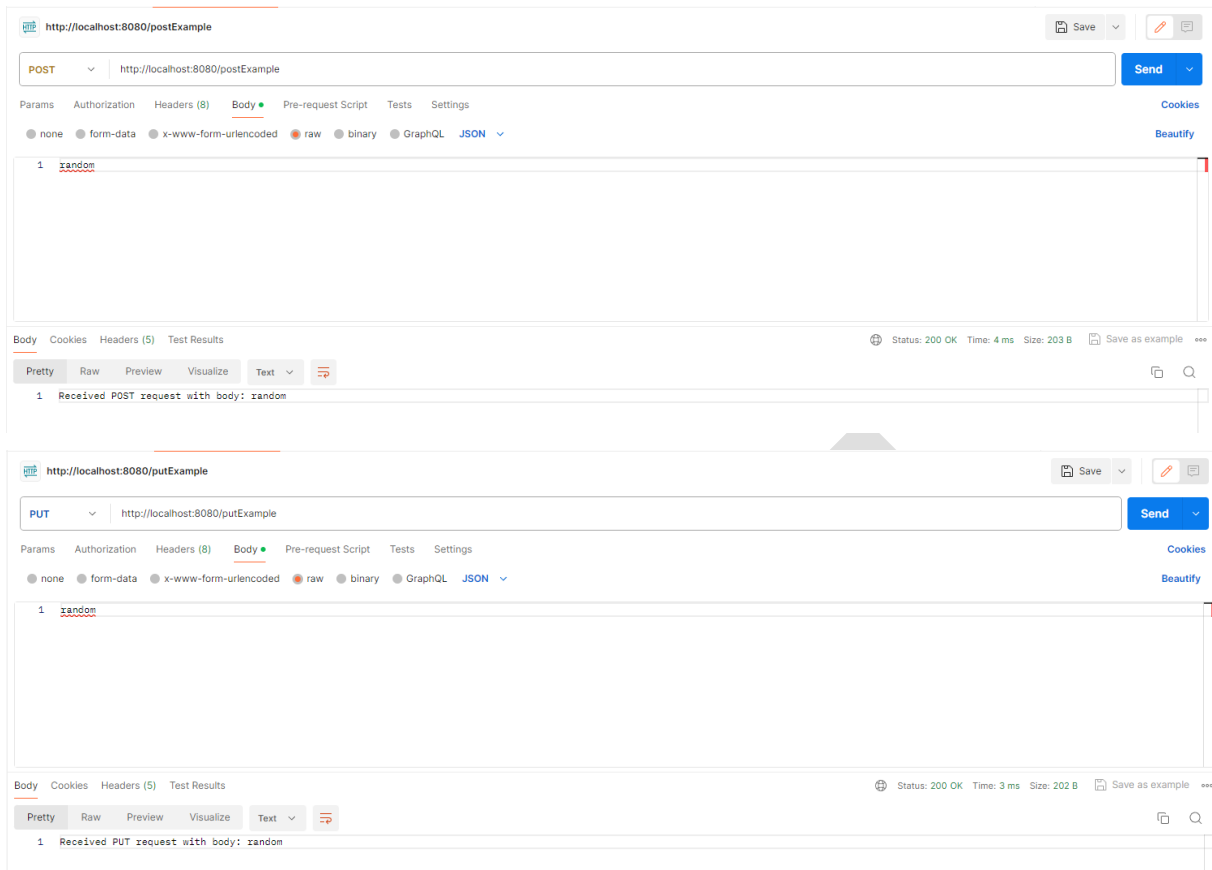 HTTP http://localhost:8080/postExample Save
POST http://localhost:8080/postExample Send
Params Authorization Headers (8) Body Pre-request Script Tests Settings Cookies
none form-data x-www-form-urlencoded raw binary GraphQL JSON Beautify
1 random
Body Cookies Headers (5) Test Results Status: 200 OK Time: 4 ms Size: 203 B Save as example
Pretty Raw Preview Visualize Text
1 Received POST request with body: random
HTTP http://localhost:8080/putExample Save
PUT http://localhost:8080/putExample Send
Params Authorization Headers (8) Body Pre-request Script Tests Settings Cookies
none form-data x-www-form-urlencoded raw binary GraphQL JSON Beautify
1 random
Body Cookies Headers (5) Test Results Status: 200 OK Time: 3 ms Size: 202 B Save as example
Pretty Raw Preview Visualize Text
1 Received PUT request with body: random